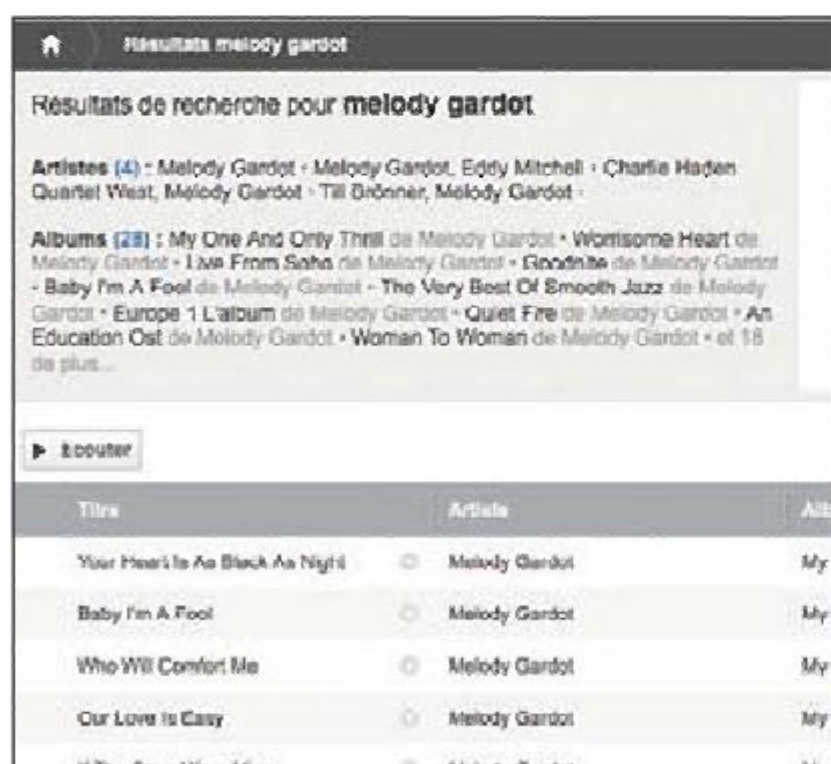 Résultats melody gardot
Résultats de recherche pour melody gardot
Artistes (4) : Melody Gardot • Melody Gardot, Eddy Mitchell • Charlie Haden
Quartet West, Melody Gardot • Till Brönner, Melody Gardot •
Albums (28) : My One And Only Thrill de Melody Gardot • Worrisome Heart de
Melody Gardot • Live From Soho de Melody Gardot • Goodnite de Melody Gardot
• Baby I'm A Fool de Melody Gardot • The Very Best Of Smooth Jazz de Melody
Gardot • Europe 1 L'album de Melody Gardot • Quiet Fire de Melody Gardot • An
Education Ost de Melody Gardot • Woman To Woman de Melody Gardot • et 18
de plus...
Écouter
Titre Artiste Alb
Your Heart Is As Black As Night Melody Gardot My
Baby I'm A Fool Melody Gardot My
Who Will Comfort Me Melody Gardot My
Our Love Is Easy Melody Gardot My